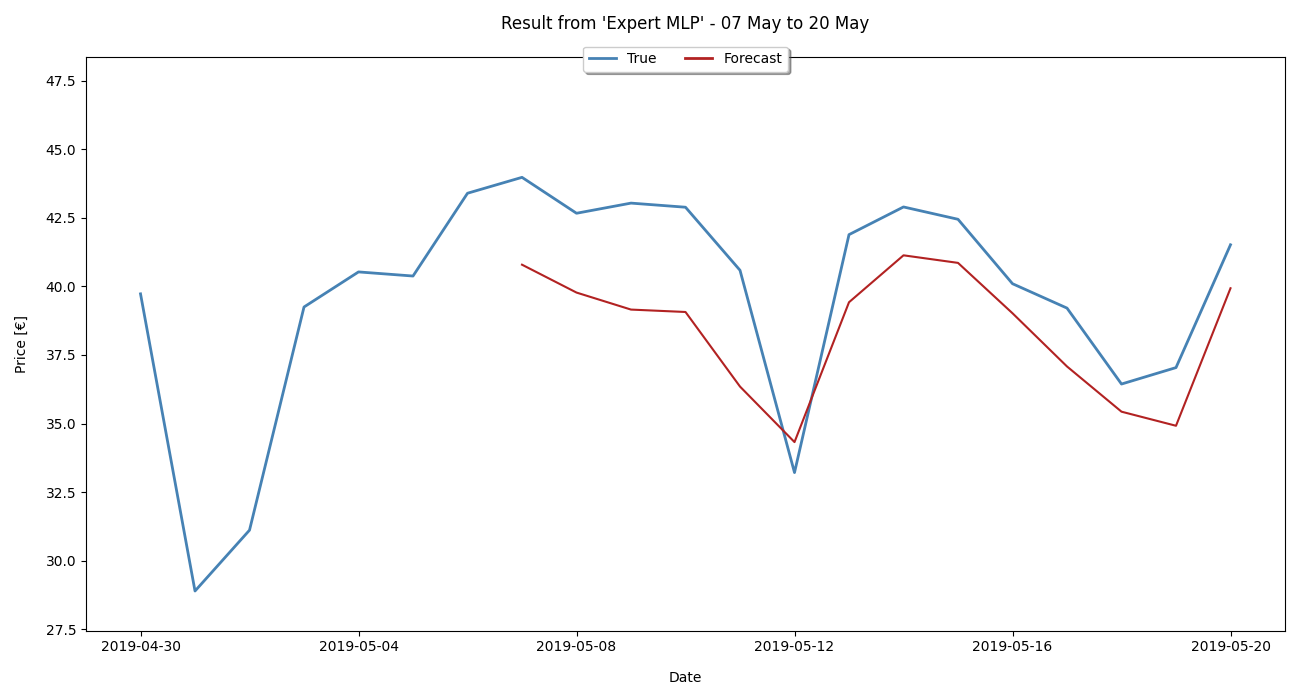 Result from 'Expert MLP' - 07 May to 20 May
True Forecast
47.5
45.0
42.5
40.0
37.5
35.0
32.5
30.0
27.5
Price [€]
2019-04-30 2019-05-04 2019-05-08 2019-05-12 2019-05-16 2019-05-20
Date